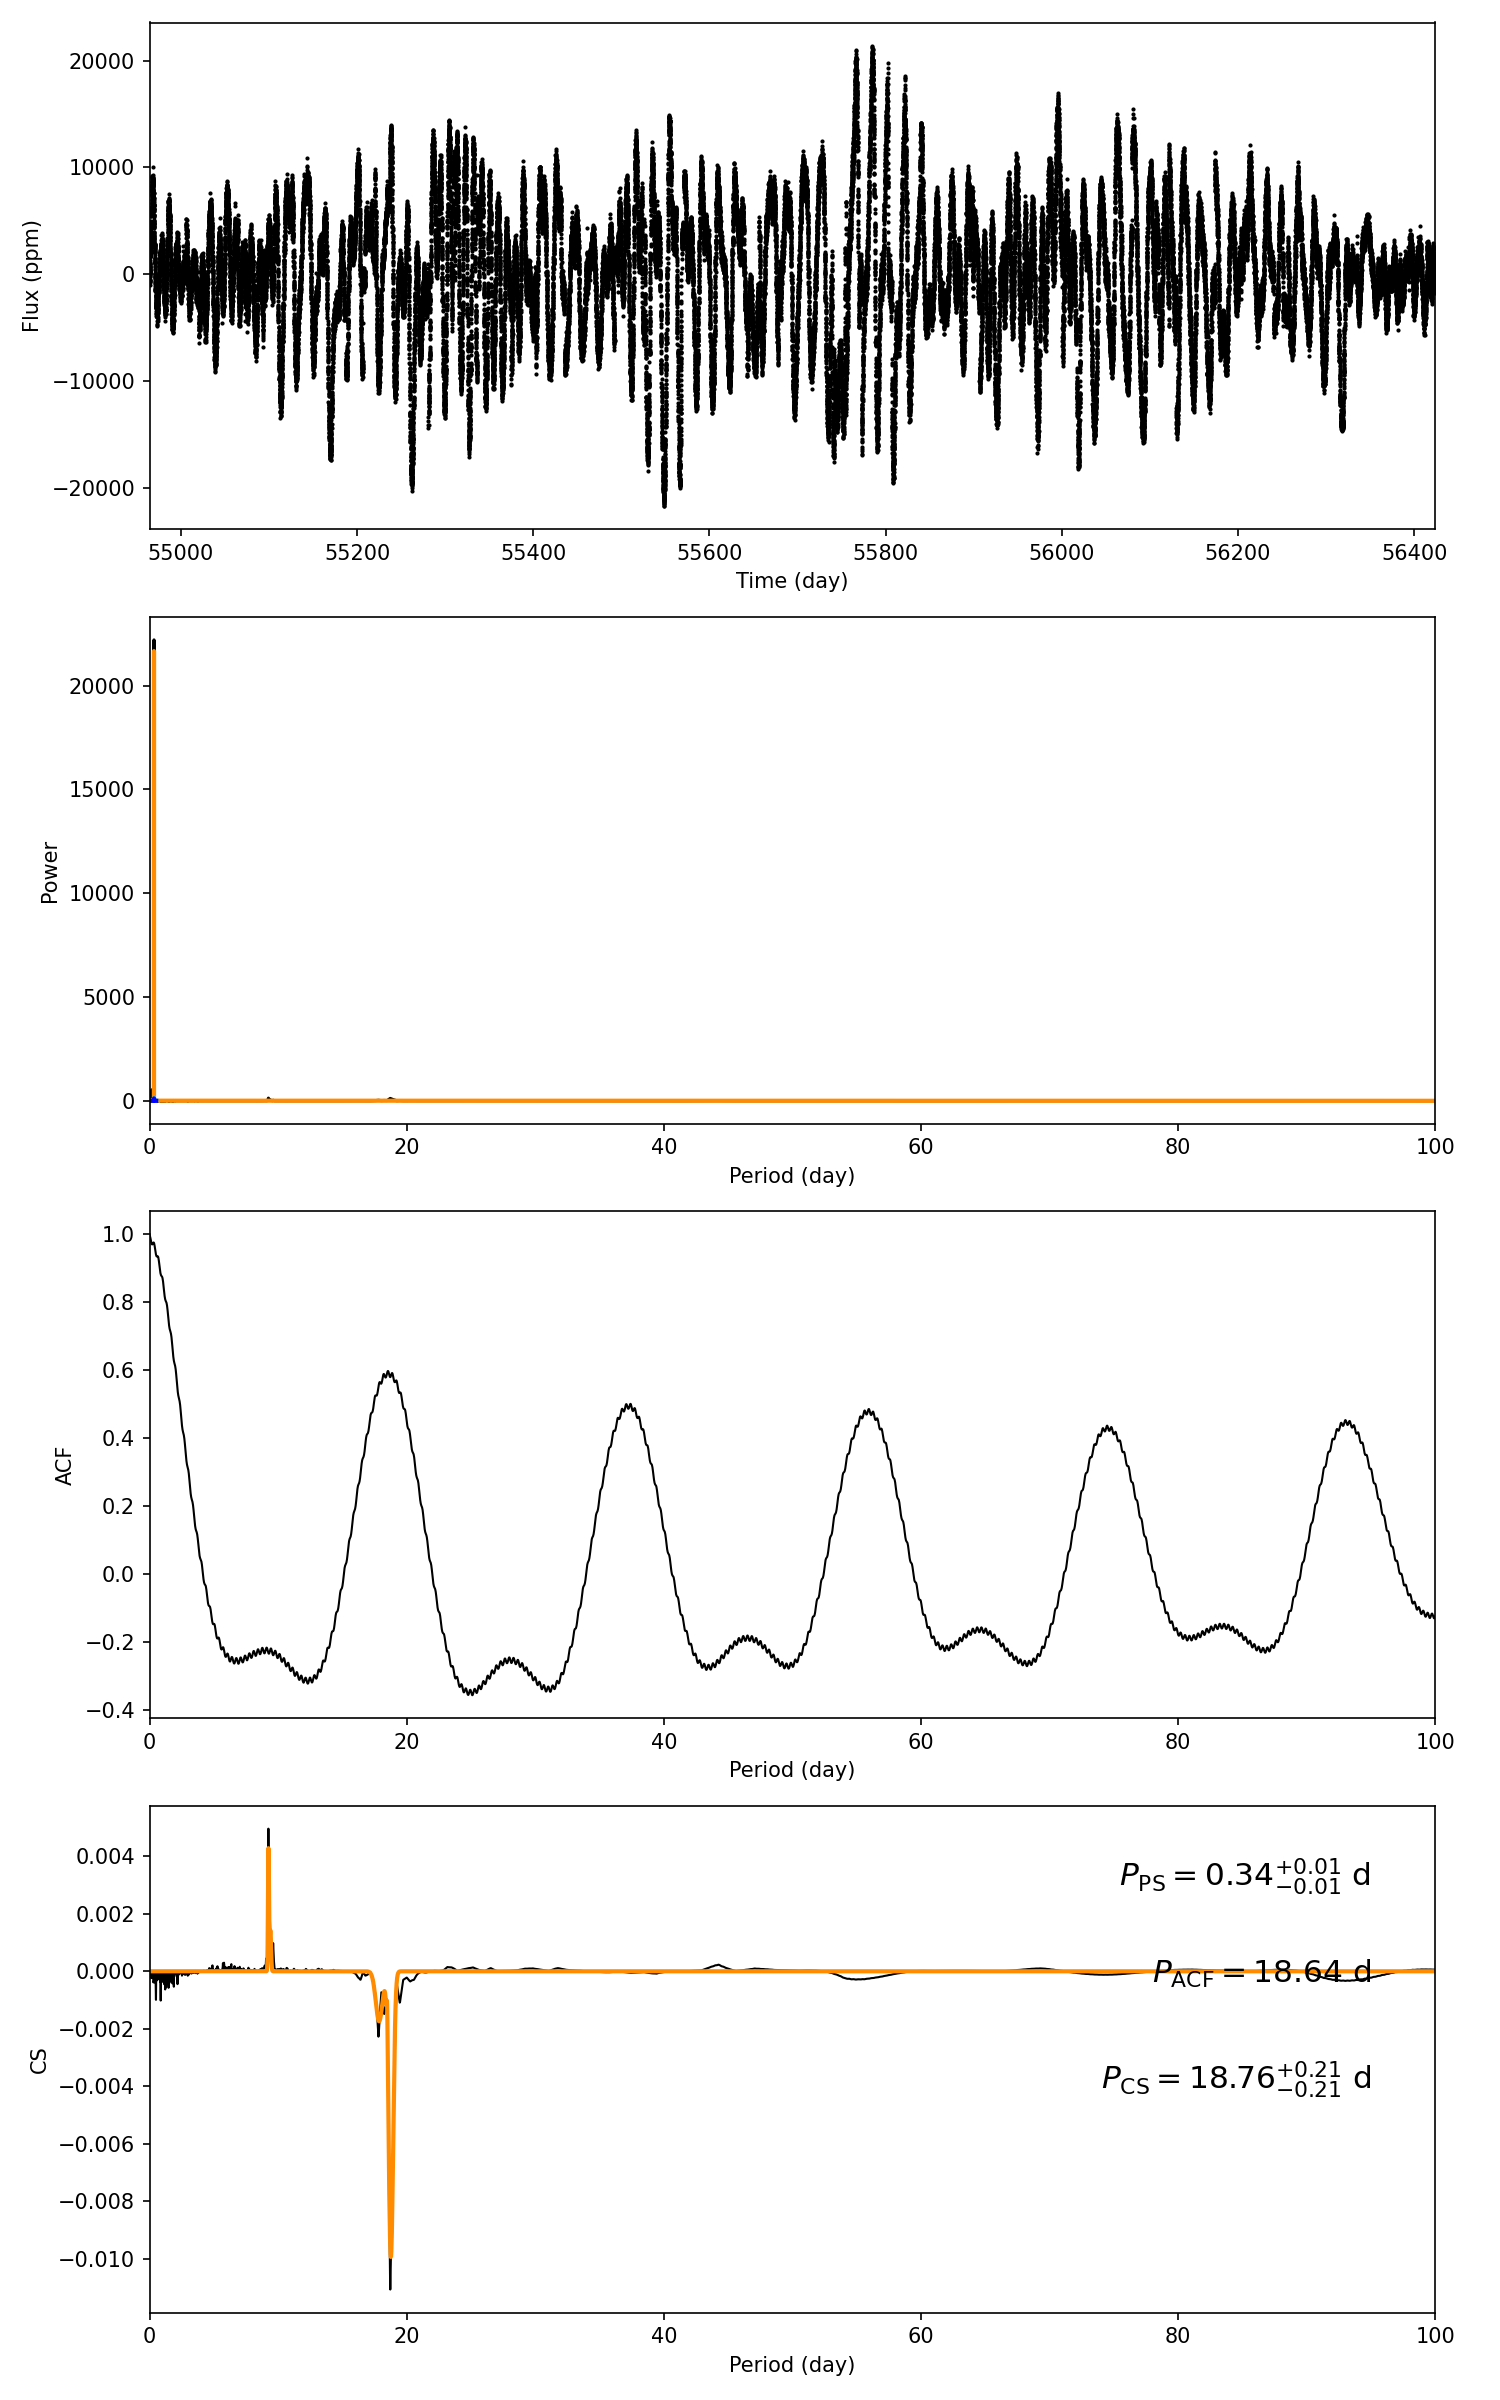 20000
10000
0
−10000
−20000
Flux (ppm)
55000 55200 55400 55600 55800 56000 56200 56400
Time (day)
20000
15000
10000
5000
0
Power
0 20 40 60 80 100
Period (day)
1.0
0.8
0.6
0.4
0.2
0.0
−0.2
−0.4
ACF
0 20 40 60 80 100
Period (day)
0.004
0.002
0.000
−0.002
−0.004
−0.006
−0.008
−0.010
CS
P_PS = 0.34 +0.01 −0.01 d
P_ACF = 18.64 d
P_CS = 18.76 +0.21 −0.21 d
0 20 40 60 80 100
Period (day)